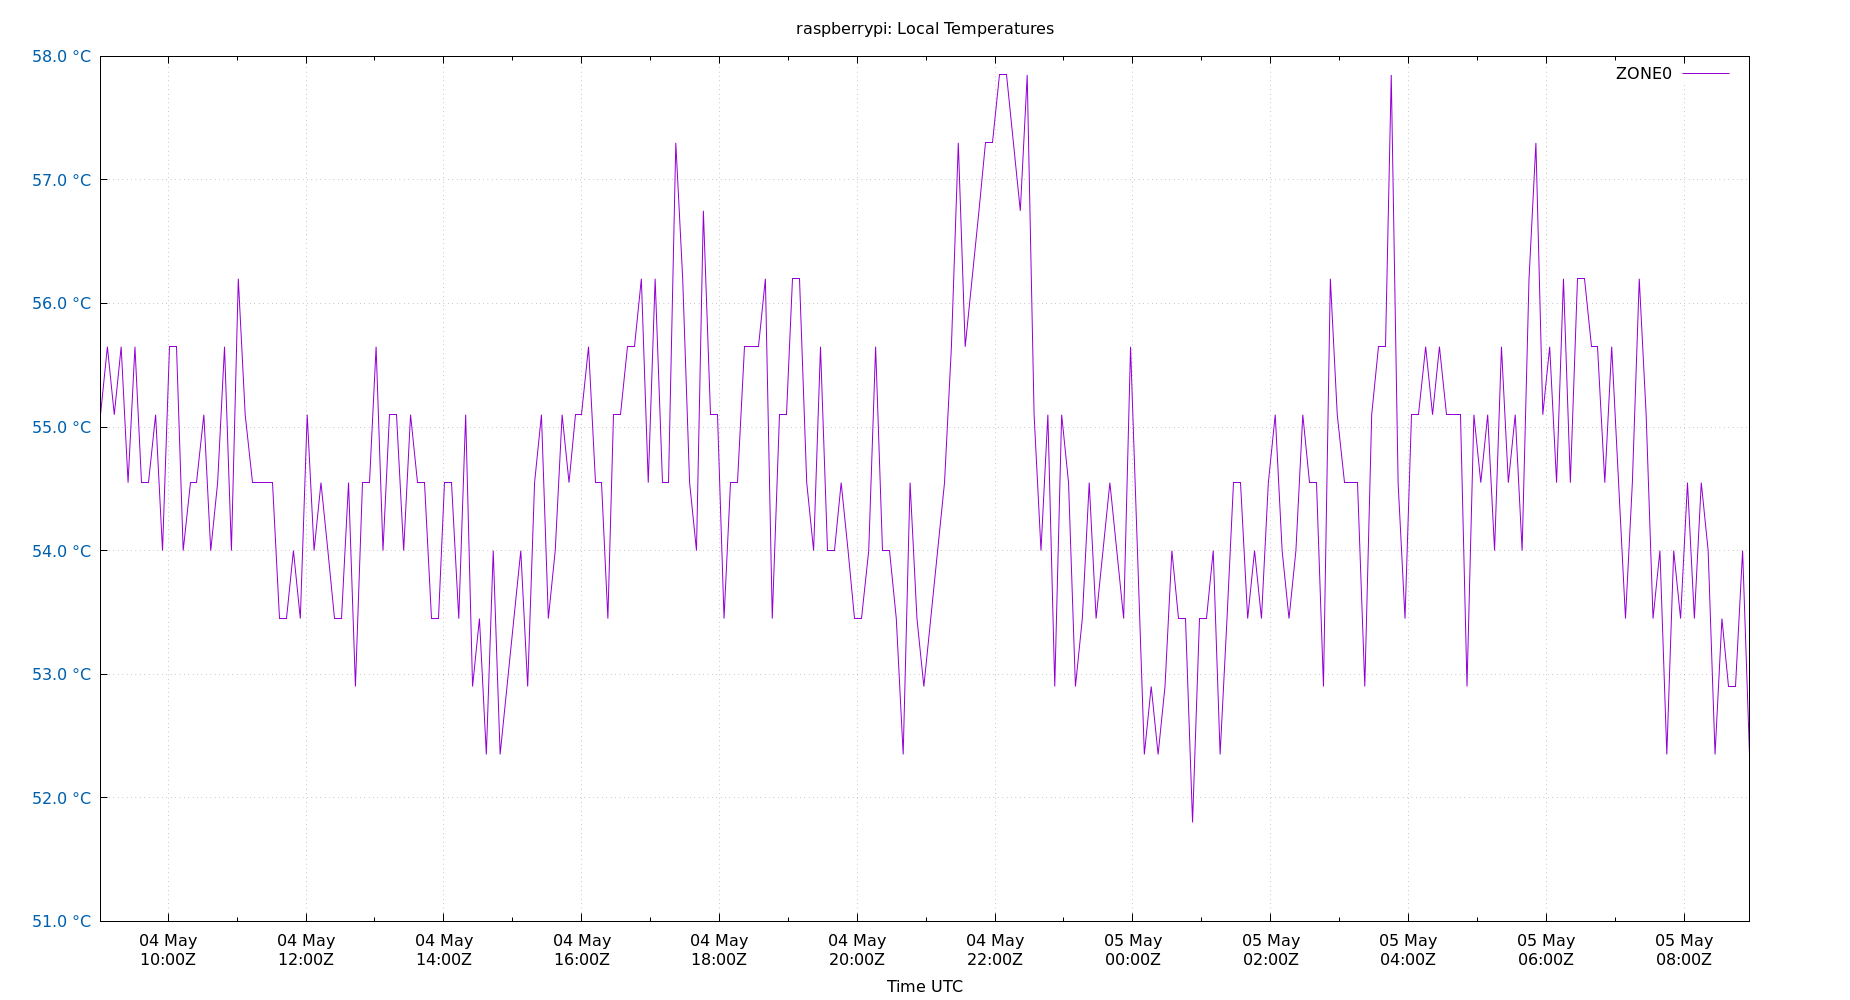 raspberrypi: Local Temperatures
58.0 °C
ZONE0
57.0 °C
56.0 °C
55.0 °C
54.0 °C
53.0 °C
52.0 °C
51.0 °C
04 May 04 May 04 May 04 May 04 May 04 May 04 May 05 May 05 May 05 May 05 May 05 May
10:00Z 12:00Z 14:00Z 16:00Z 18:00Z 20:00Z 22:00Z 00:00Z 02:00Z 04:00Z 06:00Z 08:00Z
Time UTC